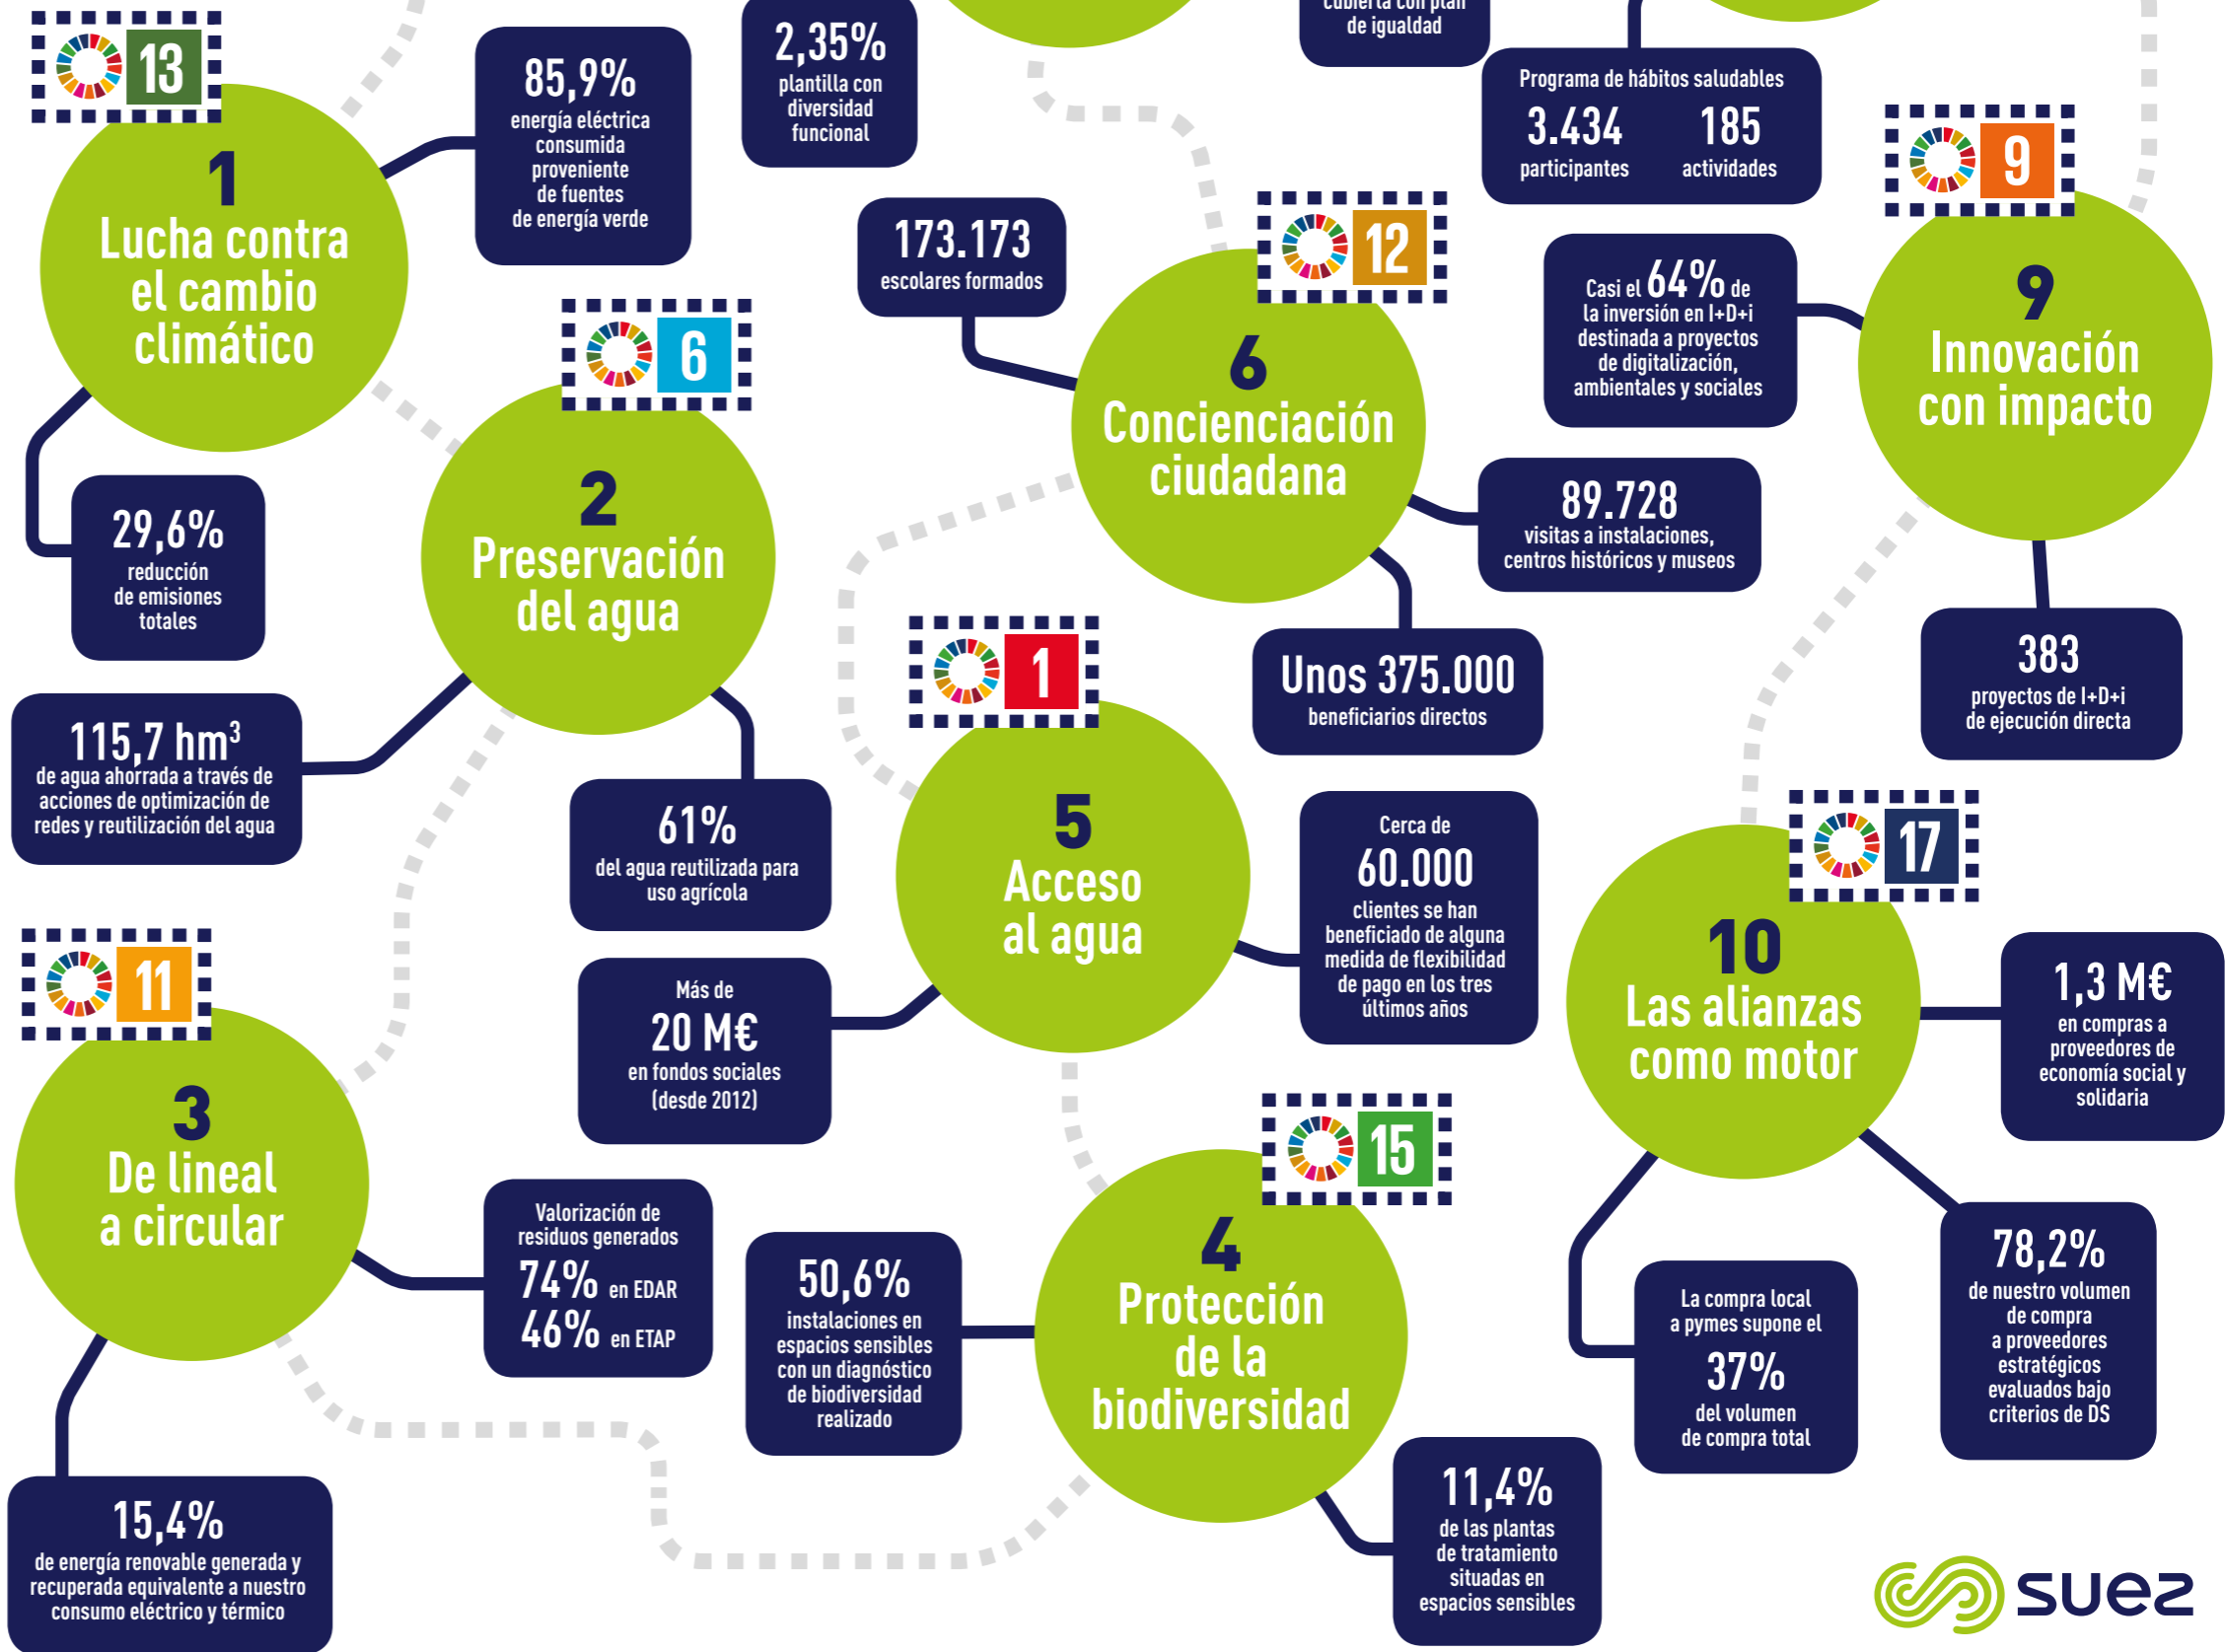 13
1
Lucha contra
el cambio
climático
85,9%
energía eléctrica
consumida
proveniente
de fuentes
de energía verde
29,6%
reducción
de emisiones
totales
2,35%
plantilla con
diversidad
funcional
cubierta con plan
de igualdad
Programa de hábitos saludables
3.434 185
participantes actividades
6
2
Preservación
del agua
115,7 hm³
de agua ahorrada a través de
acciones de optimización de
redes y reutilización del agua
61%
del agua reutilizada para
uso agrícola
11
3
De lineal
a circular
Valorización de
residuos generados
74% en EDAR
46% en ETAP
15,4%
de energía renovable generada y
recuperada equivalente a nuestro
consumo eléctrico y térmico
15
4
Protección
de la
biodiversidad
50,6%
instalaciones en
espacios sensibles
con un diagnóstico
de biodiversidad
realizado
11,4%
de las plantas
de tratamiento
situadas en
espacios sensibles
1
5
Acceso
al agua
Más de
20 M€
en fondos sociales
(desde 2012)
Cerca de
60.000
clientes se han
beneficiado de alguna
medida de flexibilidad
de pago en los tres
últimos años
12
6
Concienciación
ciudadana
173.173
escolares formados
89.728
visitas a instalaciones,
centros históricos y museos
Unos 375.000
beneficiarios directos
9
9
Innovación
con impacto
Casi el 64% de
la inversión en I+D+i
destinada a proyectos
de digitalización,
ambientales y sociales
383
proyectos de I+D+i
de ejecución directa
17
10
Las alianzas
como motor
1,3 M€
en compras a
proveedores de
economía social y
solidaria
La compra local
a pymes supone el
37%
del volumen
de compra total
78,2%
de nuestro volumen
de compra
a proveedores
estratégicos
evaluados bajo
criterios de DS
suez